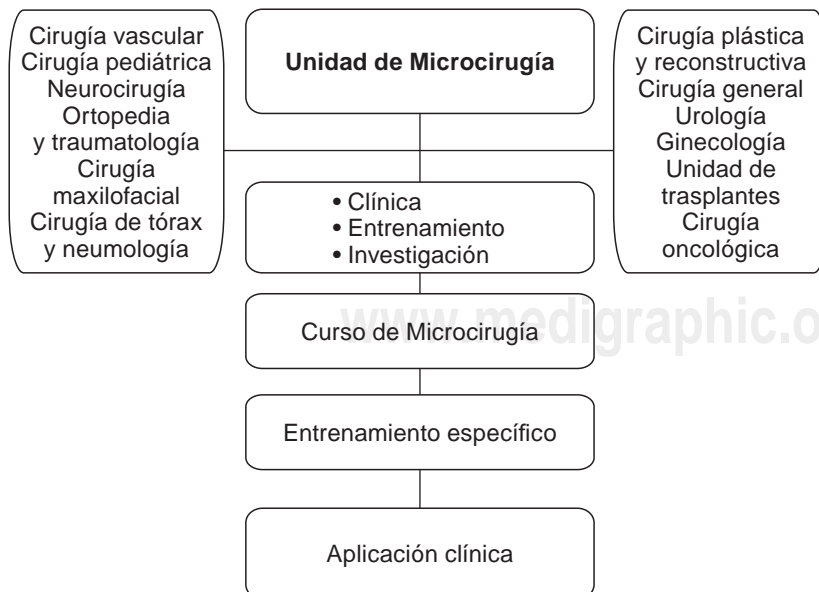 Cirugía vascular
Cirugía pediátrica
Neurocirugía
Ortopedia
y traumatología
Cirugía
maxilofacial
Cirugía de tórax
y neumología
Unidad de Microcirugía
Cirugía plástica
y reconstructiva
Cirugía general
Urología
Ginecología
Unidad de
trasplantes
Cirugía
oncológica
• Clínica
• Entrenamiento
• Investigación
www.medigraphic.o
Curso de Microcirugía
Entrenamiento específico
Aplicación clínica